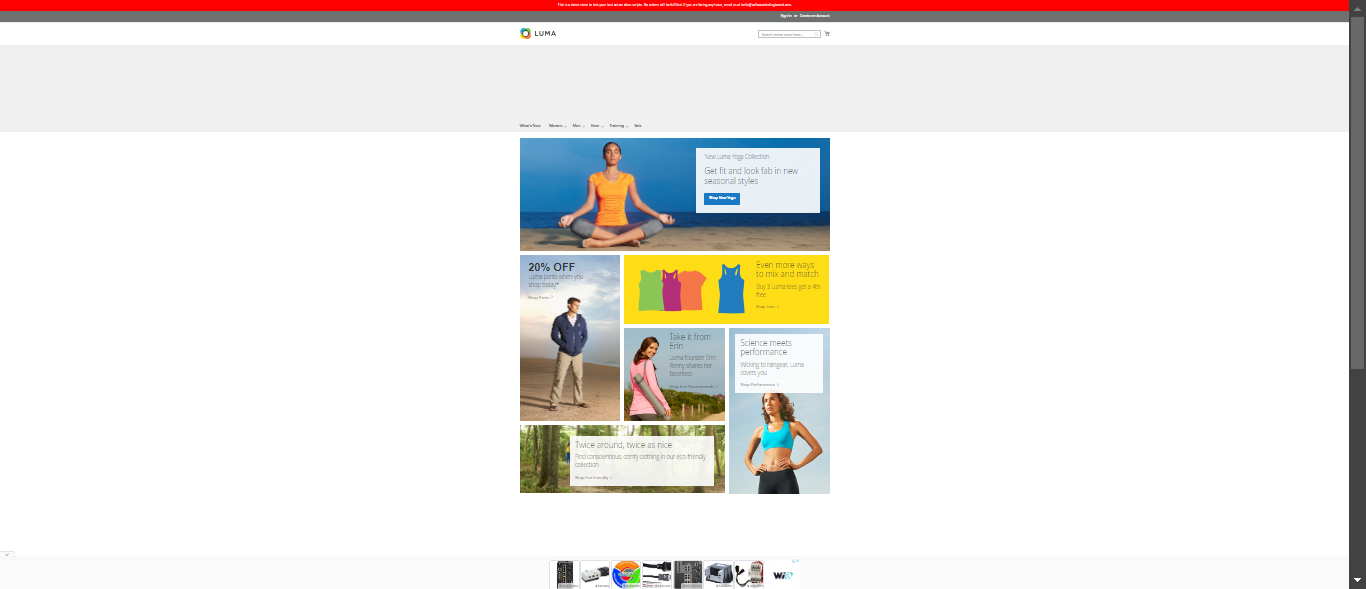 This is a demo store to test your test automation scripts. No orders will be fulfilled. If you are facing any issue, email us at
Sign In or Create an Account
LUMA
Search entire store here...
What's New Women Men Gear Training Sale
New Luma Yoga Collection
Get fit and look fab in new
seasonal styles
Shop New Yoga
20% OFF
Luma pants when you
shop today*
Shop Pants
Even more ways
to mix and match
Buy 3 Luma tees get a 4th
free
Shop Tees
Take it from
Erin
Luma founder Erin
Renny shares her
favorites!
Shop Erin Recommends
Science meets
performance
Wicking to raingear, Luma
covers you
Shop Performance
Twice around, twice as nice
Find conscientious, comfy clothing in our eco-friendly
collection
Shop Eco-Friendly